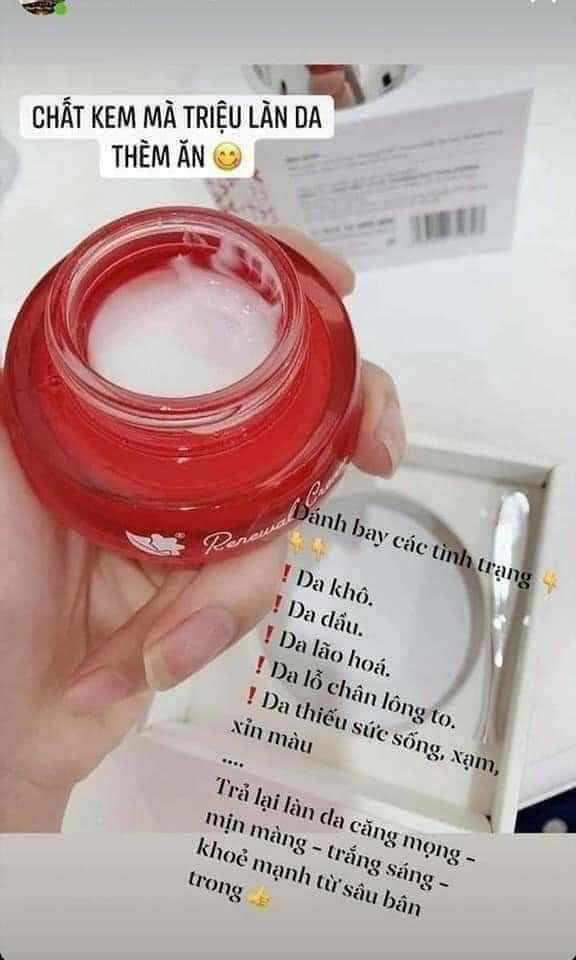 CHẤT KEM MÀ TRIỆU LÀN DA
THÈM ĂN 😋
Renewal
Đánh bay các tình trạng 👇
👇👇
❗Da khô.
❗Da dầu.
❗Da lão hoá.
❗Da lỗ chân lông to.
❗Da thiếu sức sống, xạm,
xỉn màu
....
Trả lại làn da căng mọng -
mịn màng - trắng sáng -
khoẻ mạnh từ sâu bân
trong 👍